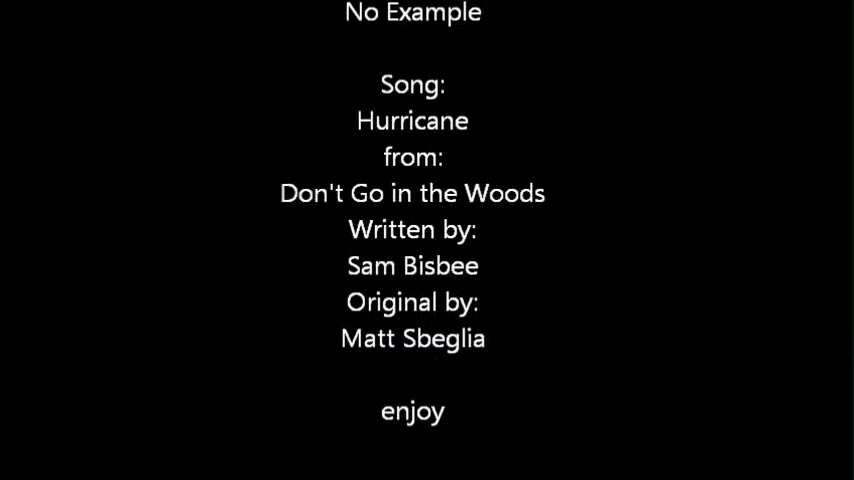 No Example
Song:
Hurricane
from:
Don't Go in the Woods
Written by:
Sam Bisbee
Original by:
Matt Sbeglia
enjoy